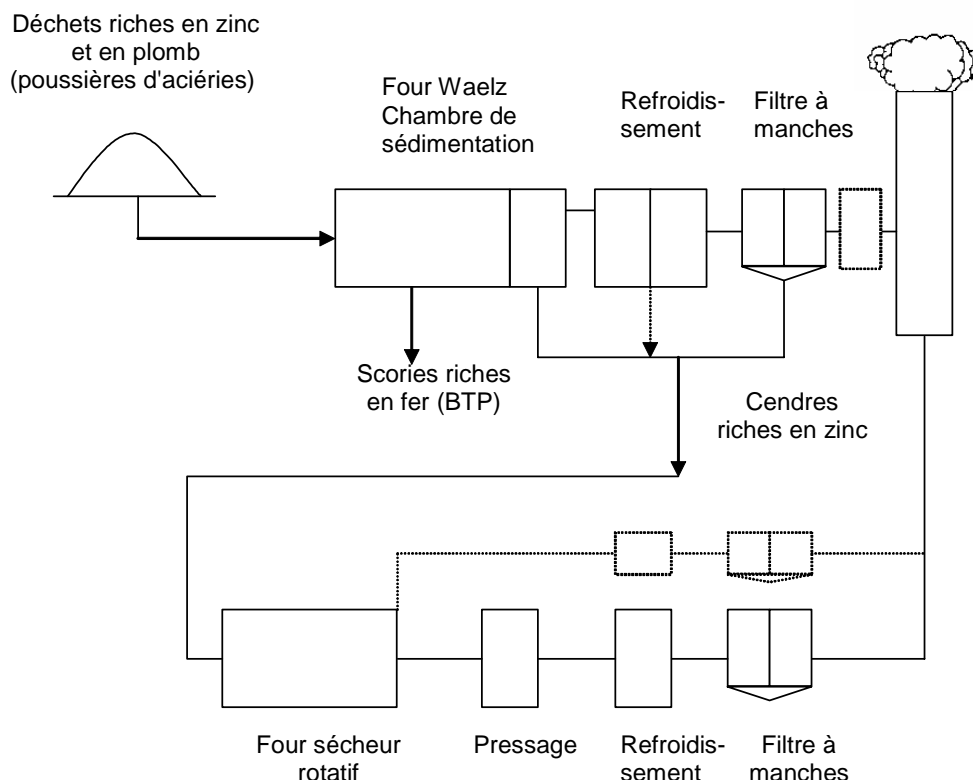 Déchets riches en zinc
et en plomb
(poussières d'aciéries)
Four Waelz
Chambre de
sédimentation
Refroidis-
sement
Filtre à
manches
Scories riches
en fer (BTP)
Cendres
riches en zinc
Four sécheur
rotatif
Pressage
Refroidis-
sement
Filtre à
manches